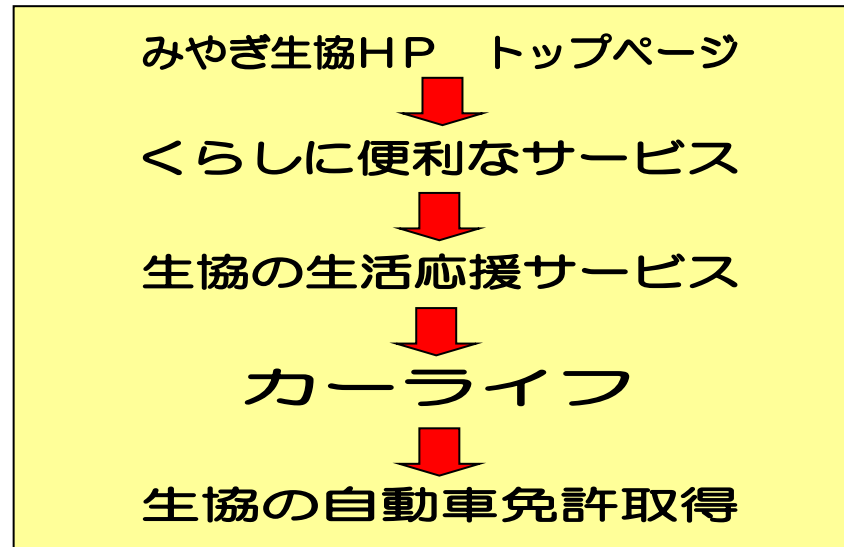 みやぎ生協ＨＰ　トップページ
くらしに便利なサービス
生協の生活応援サービス
カーライフ
生協の自動車免許取得